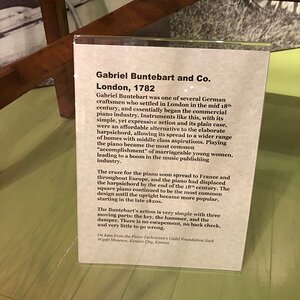 Gabriel Buntebart and Co.
London, 1782
Gabriel Buntebart was one of several German
craftsmen who settled in London in the mid 18th
century, and essentially began the commercial
piano industry. Instruments like this, with its
simple, yet expressive action and its plain case,
were an affordable alternative to the elaborate
harpsichord, allowing its spread to a wider range
of homes with middle class aspirations. Playing
the piano became the most common
"accomplishment" of marriageable young women,
leading to a boom in the music publishing
industry.
The craze for the piano soon spread to France and
throughout Europe, and the piano had displaced
the harpsichord by the end of the 18th century. The
square piano continued to be the most common
design until the upright became more popular,
starting in the late 1820s.
The Buntebart's action is very simple with three
moving parts: the key, the hammer, and the
damper. There is no escapement, no back check,
and very little to go wrong.
On loan from the Piano Technician's Guild Foundation Jack
Wyatt Museum, Kansas City, Kansas